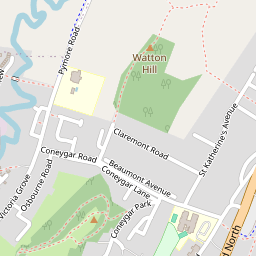 Pymore Road
Watton
Hill
St Katherine's Avenue
Claremont Road
Coneygar Road
Beaumont Avenue
Coneygar Lane
Victoria Grove
Osbourne Road
Coneygar Park
North